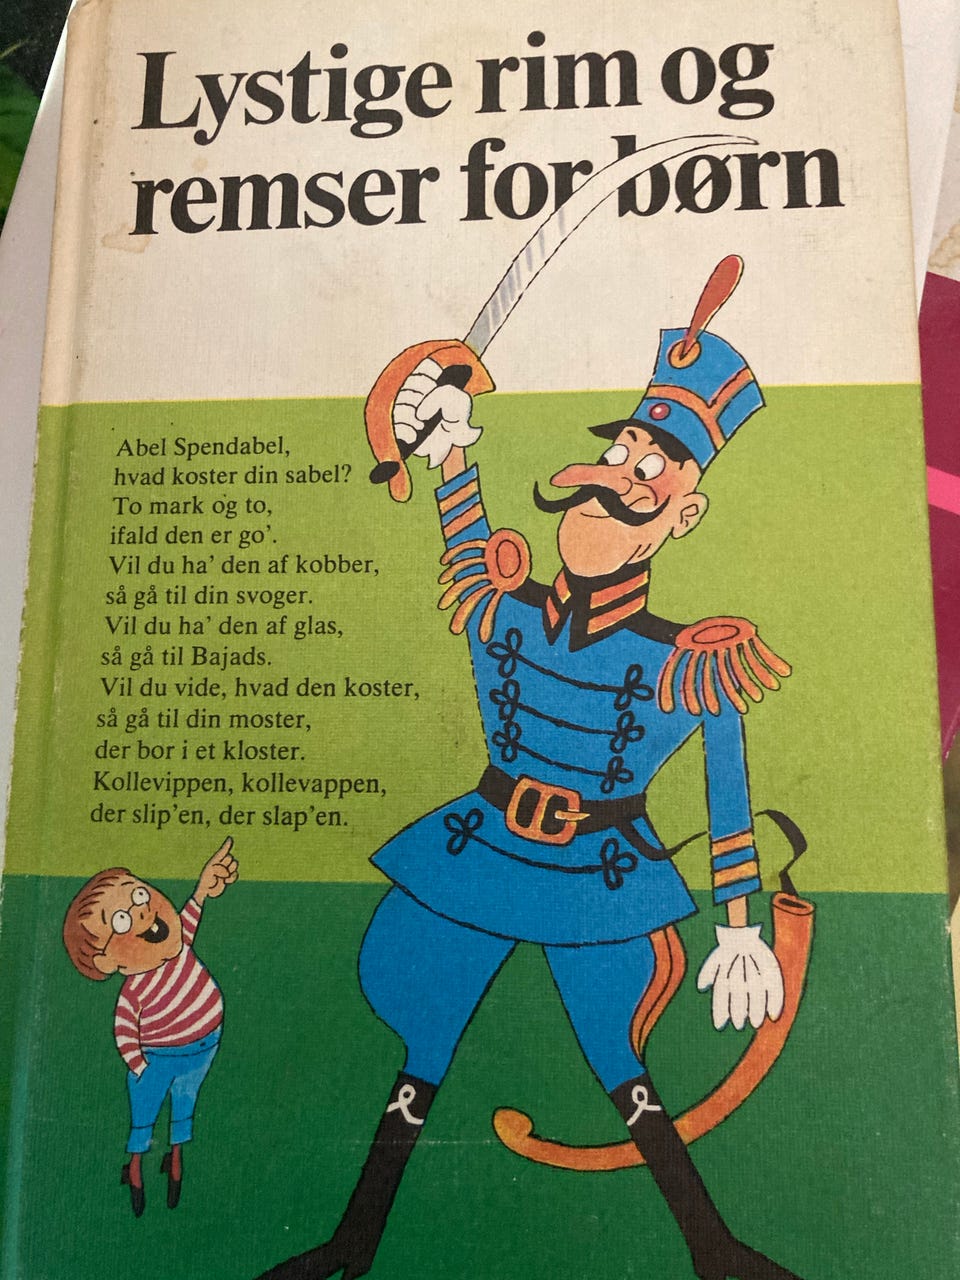 Lystige rim og
remser for børn
Abel Spendabel,
hvad koster din sabel?
To mark og to,
ifald den er go'.
Vil du ha' den af kobber,
så gå til din svoger.
Vil du ha' den af glas,
så gå til Bajads.
Vil du vide, hvad den koster,
så gå til din moster,
der bor i et kloster.
Kollevippen, kollevappen,
der slip'en, der slap'en.